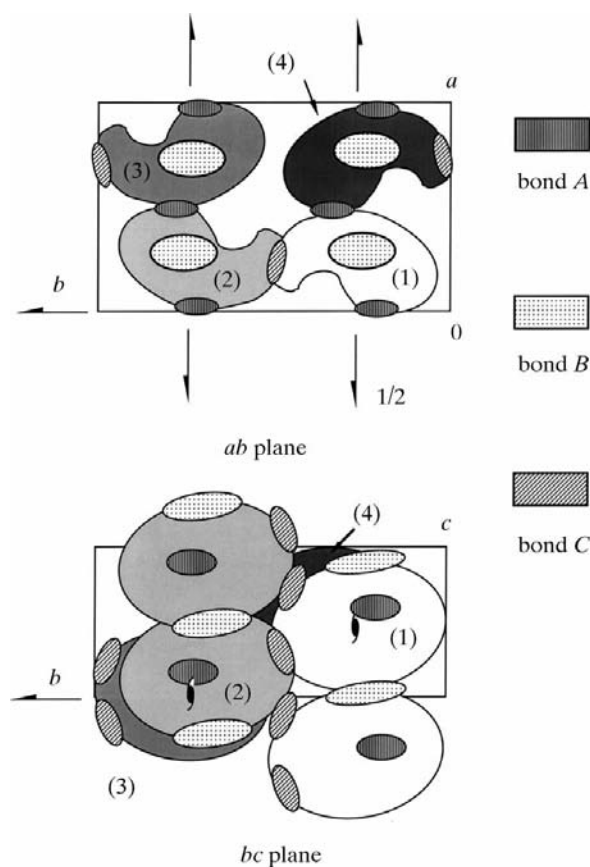 (4)
a
(3)
bond A
b
(2)
(1)
0
bond B
1/2
ab plane
(4)
c
bond C
(1)
b
(2)
(3)
bc plane